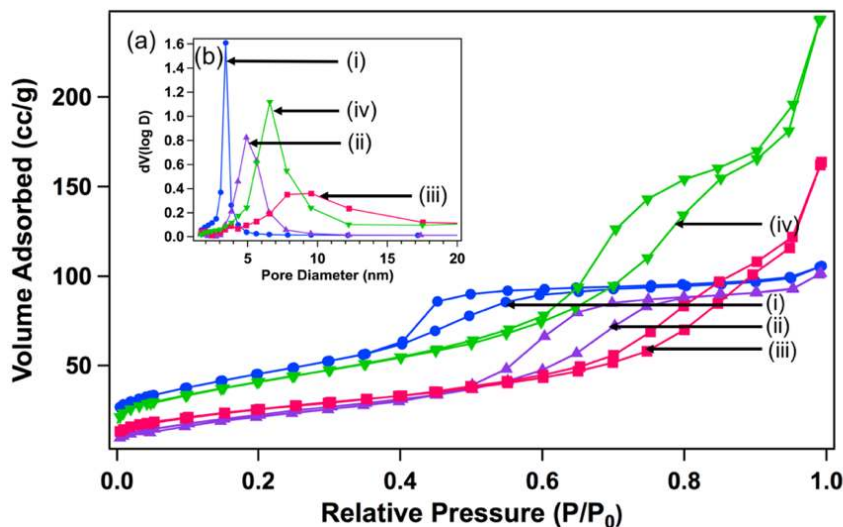 (a)
(b)
1.6
1.4
1.2
1.0
0.8
0.6
0.4
0.2
0.0
dV(log D)
5
10
15
20
Pore Diameter (nm)
(i)
(iv)
(ii)
(iii)
200
150
100
50
Volume Adsorbed (cc/g)
(iv)
(i)
(ii)
(iii)
0.0
0.2
0.4
0.6
0.8
1.0
Relative Pressure (P/P₀)